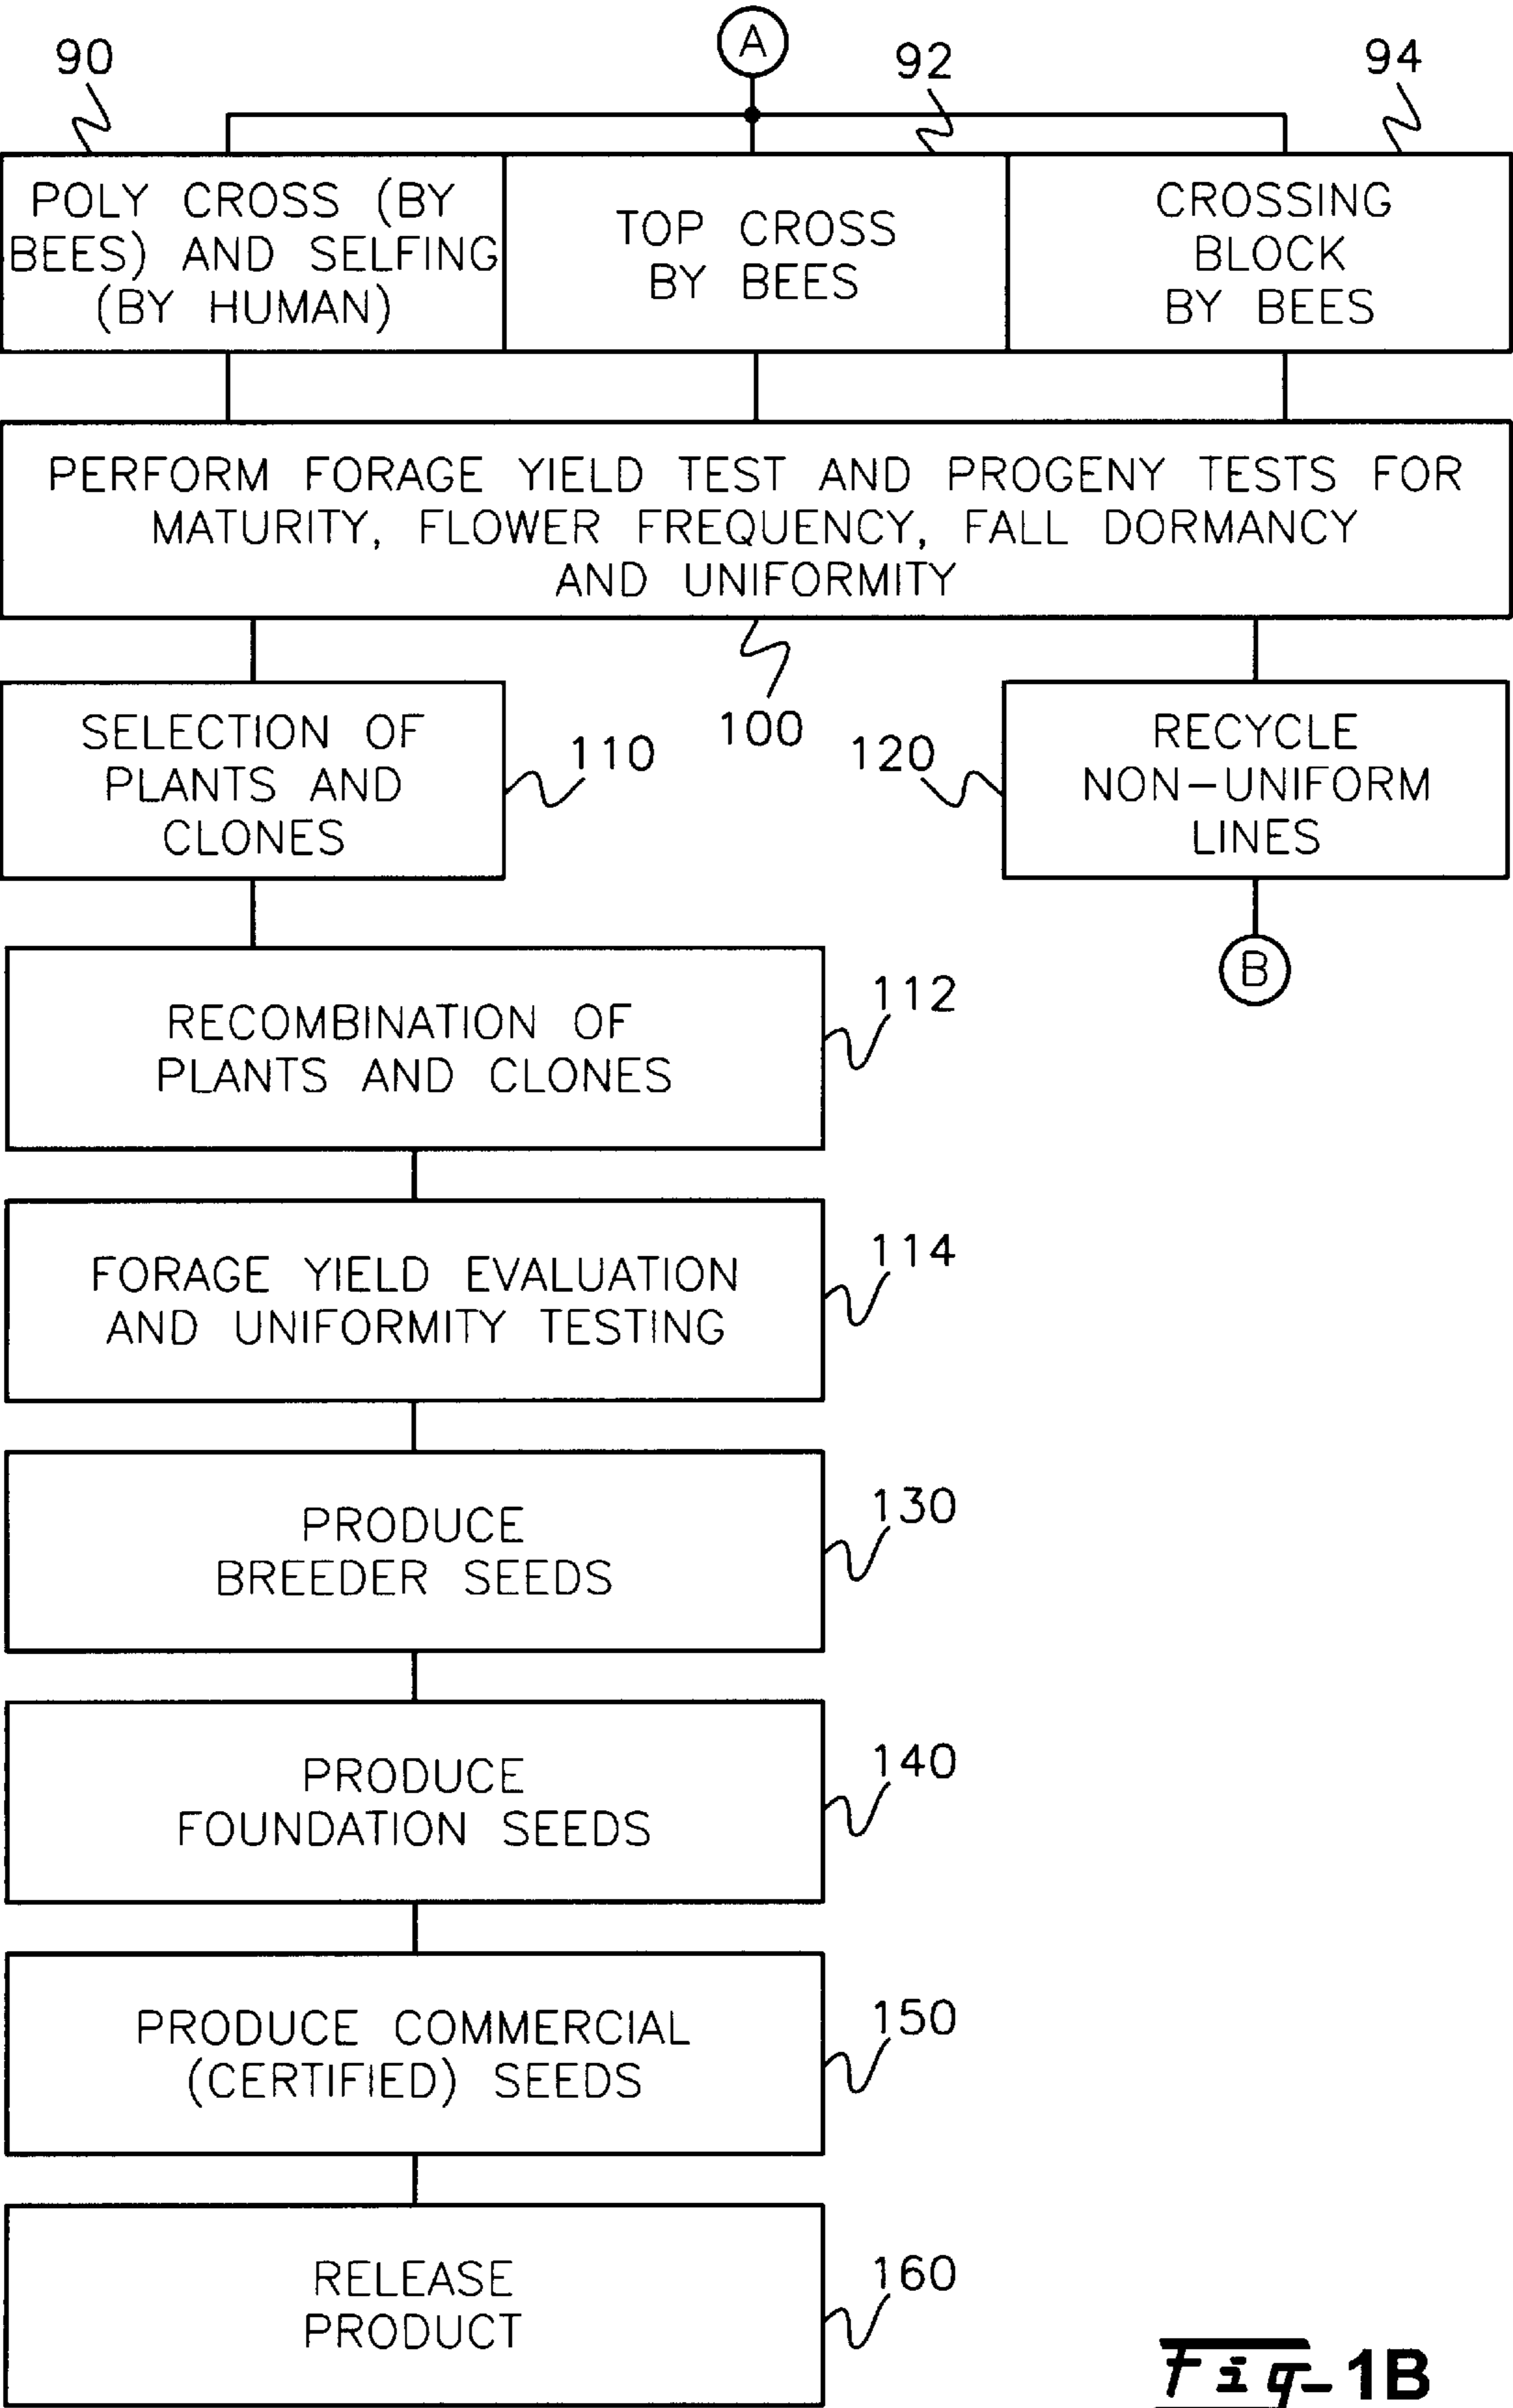 A
90
92
94
POLY CROSS (BY
BEES) AND SELFING
(BY HUMAN)
TOP CROSS
BY BEES
CROSSING
BLOCK
BY BEES
PERFORM FORAGE YIELD TEST AND PROGENY TESTS FOR
MATURITY, FLOWER FREQUENCY, FALL DORMANCY
AND UNIFORMITY
100
SELECTION OF
PLANTS AND
CLONES
110
120
RECYCLE
NON-UNIFORM
LINES
B
RECOMBINATION OF
PLANTS AND CLONES
112
FORAGE YIELD EVALUATION
AND UNIFORMITY TESTING
114
PRODUCE
BREEDER SEEDS
130
PRODUCE
FOUNDATION SEEDS
140
PRODUCE COMMERCIAL
(CERTIFIED) SEEDS
150
RELEASE
PRODUCT
160
Fig-1B